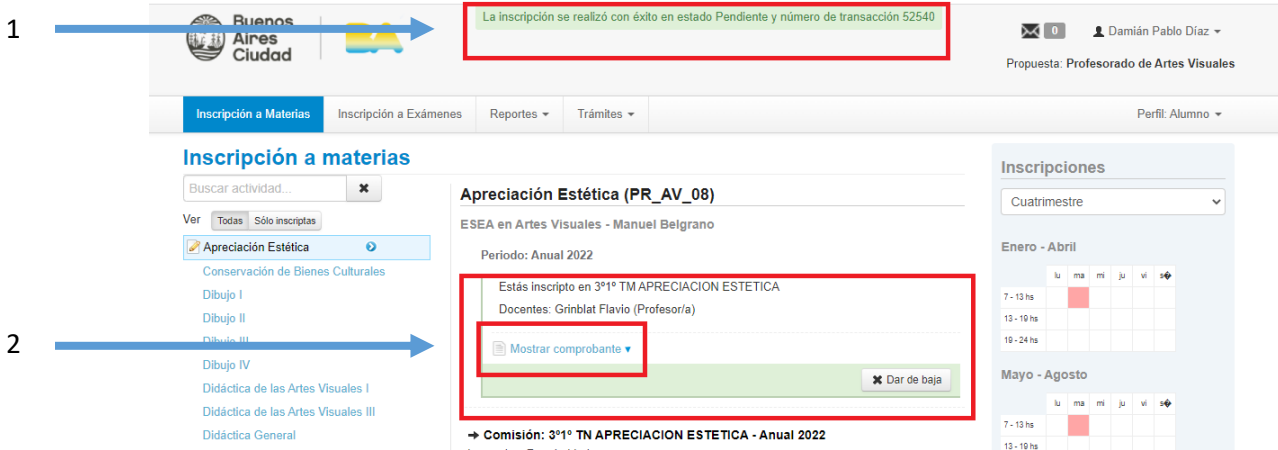 1
Buenos
Aires
Ciudad
BA
La inscripción se realizó con éxito en estado Pendiente y número de transacción 52540
0
Damián Pablo Díaz
Propuesta: Profesorado de Artes Visuales
Inscripción a Materias
Inscripción a Exámenes
Reportes
Trámites
Perfil: Alumno
Inscripción a materias
Buscar actividad...
Ver Todas Sólo inscriptas
Apreciación Estética
Conservación de Bienes Culturales
Dibujo I
Dibujo II
2
Dibujo III
Dibujo IV
Didáctica de las Artes Visuales I
Didáctica de las Artes Visuales III
Didáctica General
Apreciación Estética (PR_AV_08)
ESEA en Artes Visuales - Manuel Belgrano
Periodo: Anual 2022
Estás inscripto en 3º1º TM APRECIACION ESTETICA
Docentes: Grinblat Flavio (Profesor/a)
Mostrar comprobante
Dar de baja
Comisión: 3º1º TN APRECIACION ESTETICA - Anual 2022
Inscripciones
Cuatrimestre
Enero - Abril
lu ma mi ju vi s�
7 - 13 hs
13 - 19 hs
19 - 24 hs
Mayo - Agosto
lu ma mi ju vi s�
7 - 13 hs
13 - 19 hs